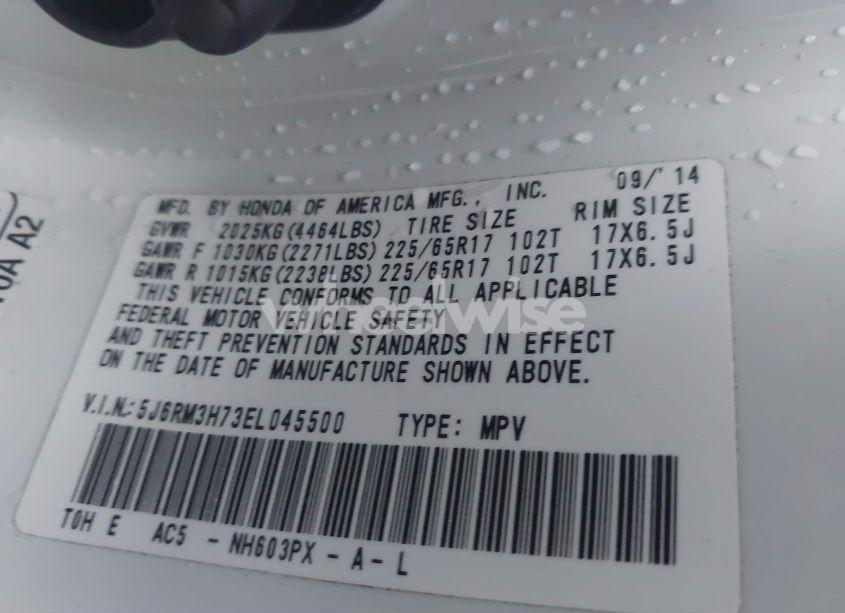 MFD. BY HONDA OF AMERICA MFG., INC. 09/ 14
GVWR 2025KG(4464LBS) TIRE SIZE RIM SIZE
GAWR F 1030KG(2271LBS) 225/65R17 102T 17X6.5J
GAWR R 1015KG(2238LBS) 225/65R17 102T 17X6.5J
THIS VEHICLE CONFORMS TO ALL APPLICABLE
FEDERAL MOTOR VEHICLE SAFETY
AND THEFT PREVENTION STANDARDS IN EFFECT
ON THE DATE OF MANUFACTURE SHOWN ABOVE.
V.I.N.: 5J6RM3H73EL045500 TYPE: MPV
T0H E AC5 - NH603PX - A - L
A A2
wheelwise